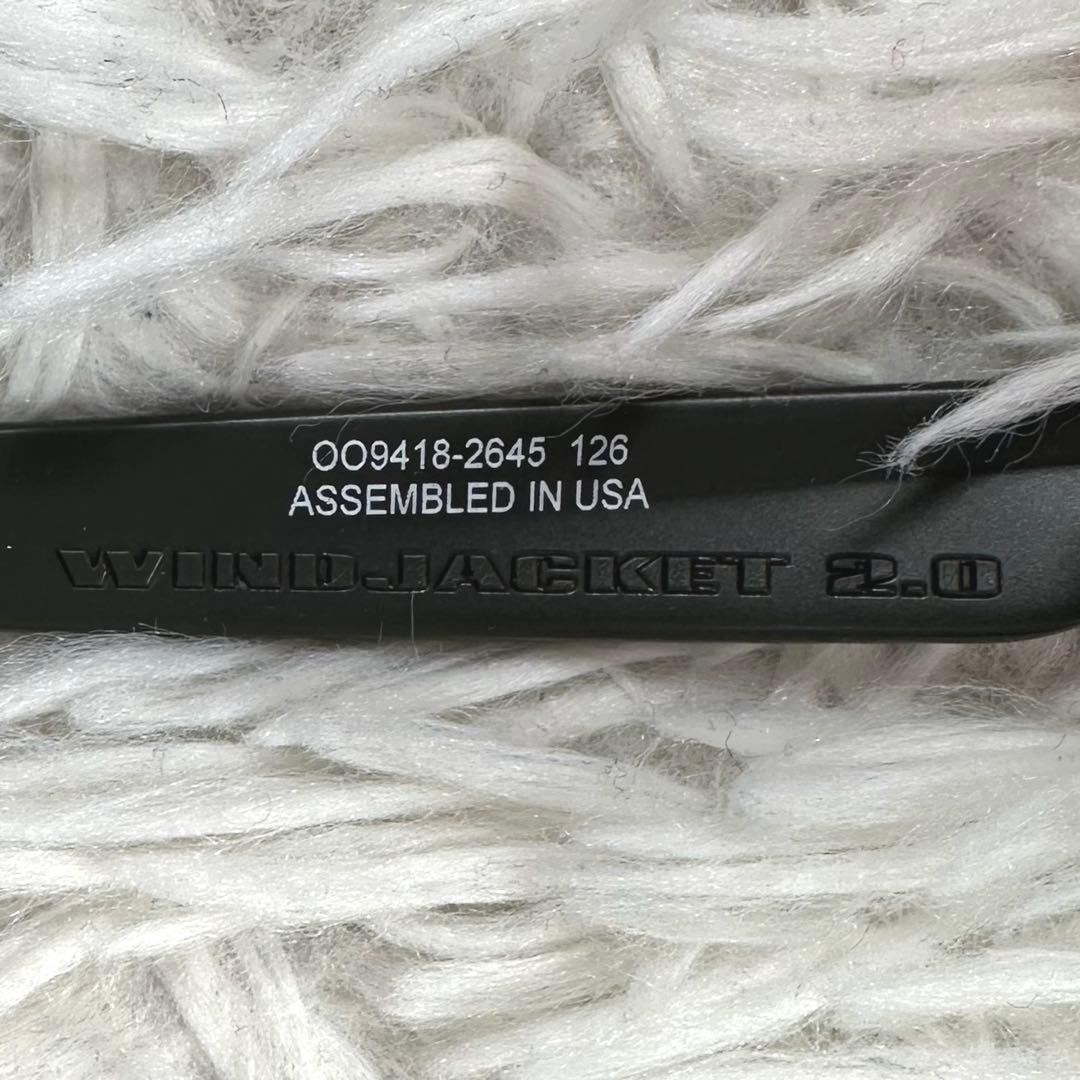 OO9418-2645 126
ASSEMBLED IN USA
WINDJACKET 2.0